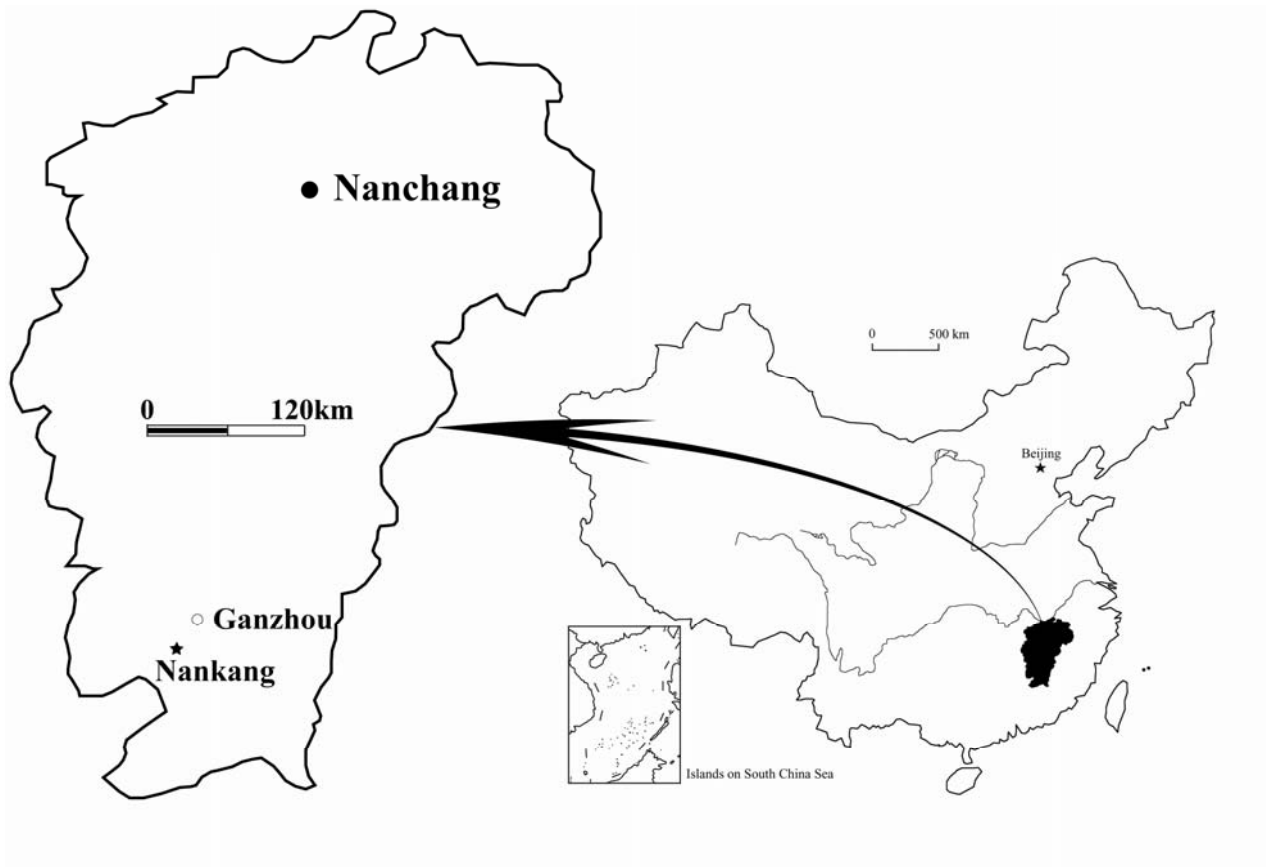 Nanchang
0 120km
Ganzhou
Nankang
0 500 km
Beijing
Islands on South China Sea